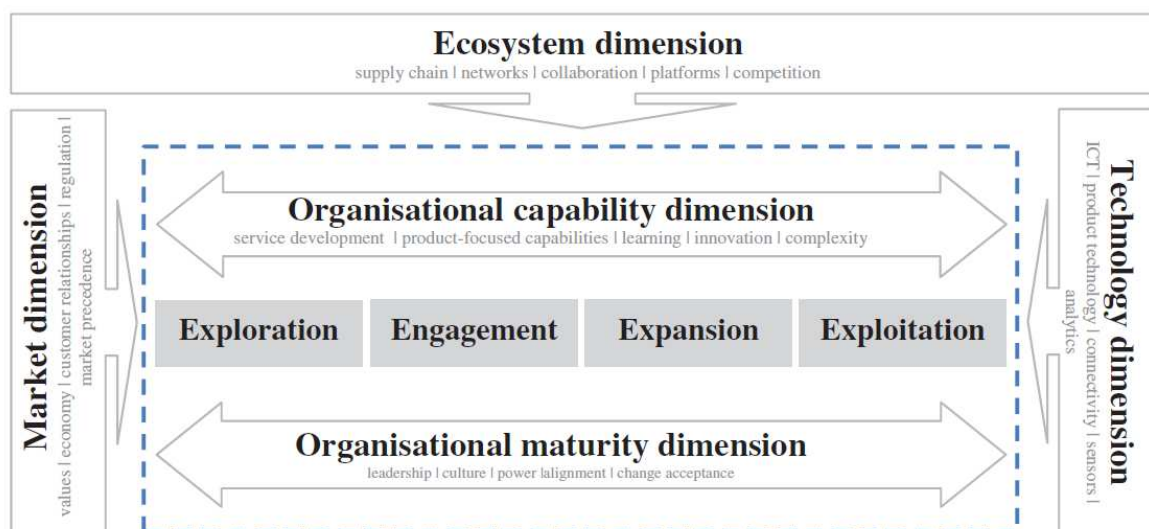 Ecosystem dimension
supply chain | networks | collaboration | platforms | competition
Market dimension
values | economy | customer relationships | regulation |
market precedence
Organisational capability dimension
service development | product-focused capabilities | learning | innovation | complexity
Exploration
Engagement
Expansion
Exploitation
Organisational maturity dimension
leadership | culture | power |alignment | change acceptance
Technology dimension
ICT | product technology | connectivity | sensors |
analytics